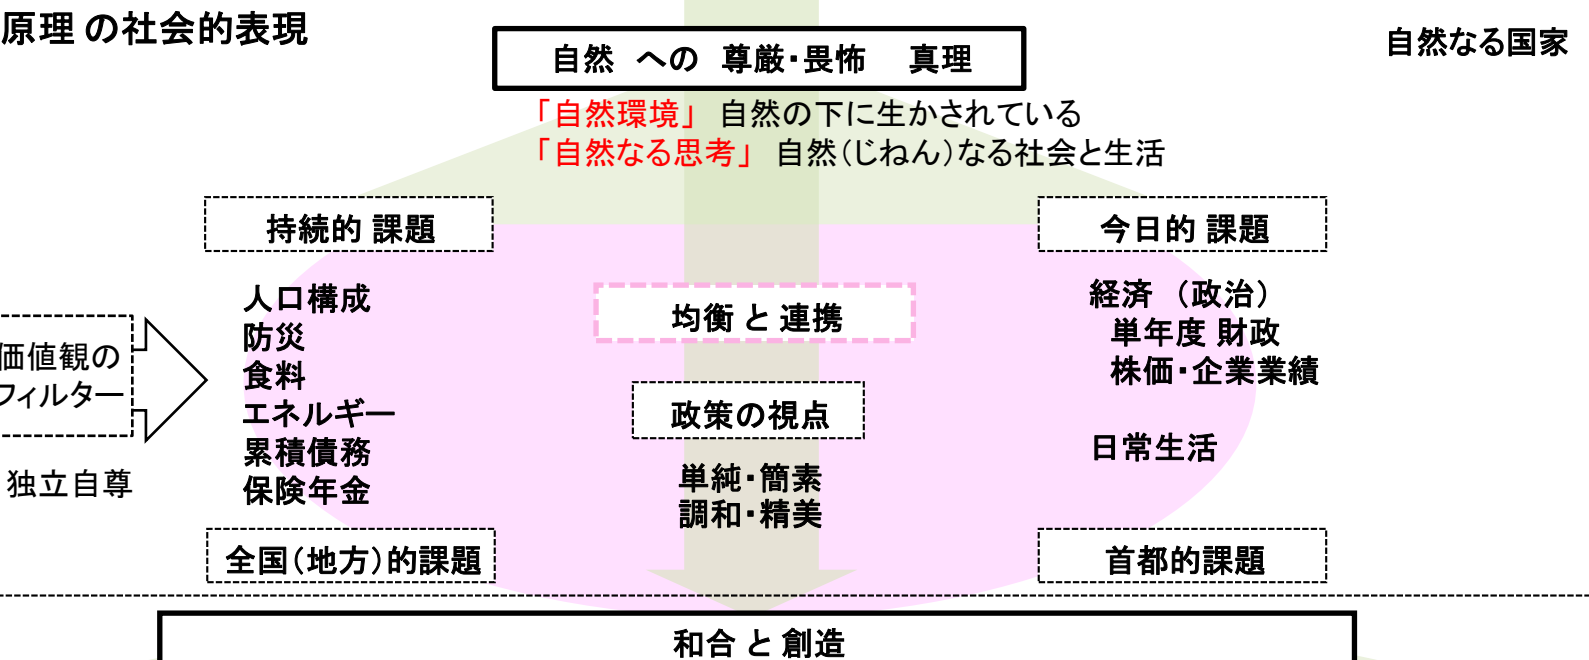 原理 の社会的表現
自然なる国家
自然 への 尊厳・畏怖 真理
「自然環境」 自然の下に生かされている
「自然なる思考」 自然(じねん)なる社会と生活
持続的 課題
今日的 課題
人口構成
防災
食料
エネルギー
累積債務
保険年金
均衡 と 連携
経済 (政治)
単年度 財政
株価・企業業績
日常生活
価値観の
フィルター
独立自尊
政策の視点
単純・簡素
調和・精美
全国(地方)的課題
首都的課題
和合 と 創造